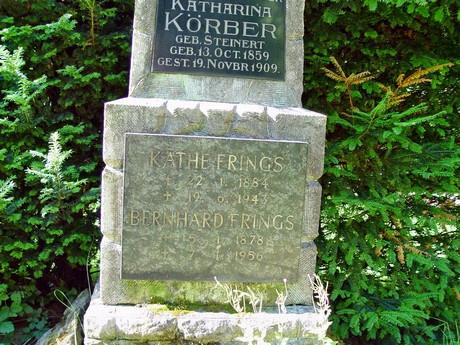 KATHARINA
KÖRBER
GEB. STEINERT
GEB. 13. OCT. 1859
GEST. 19. NOVBR 1909.
KÄTHE FRINGS
* 22. 1. 1884
+ 19. 6. 1943
BERNHARD FRINGS
1. 1878
+ 7. 1. 1956